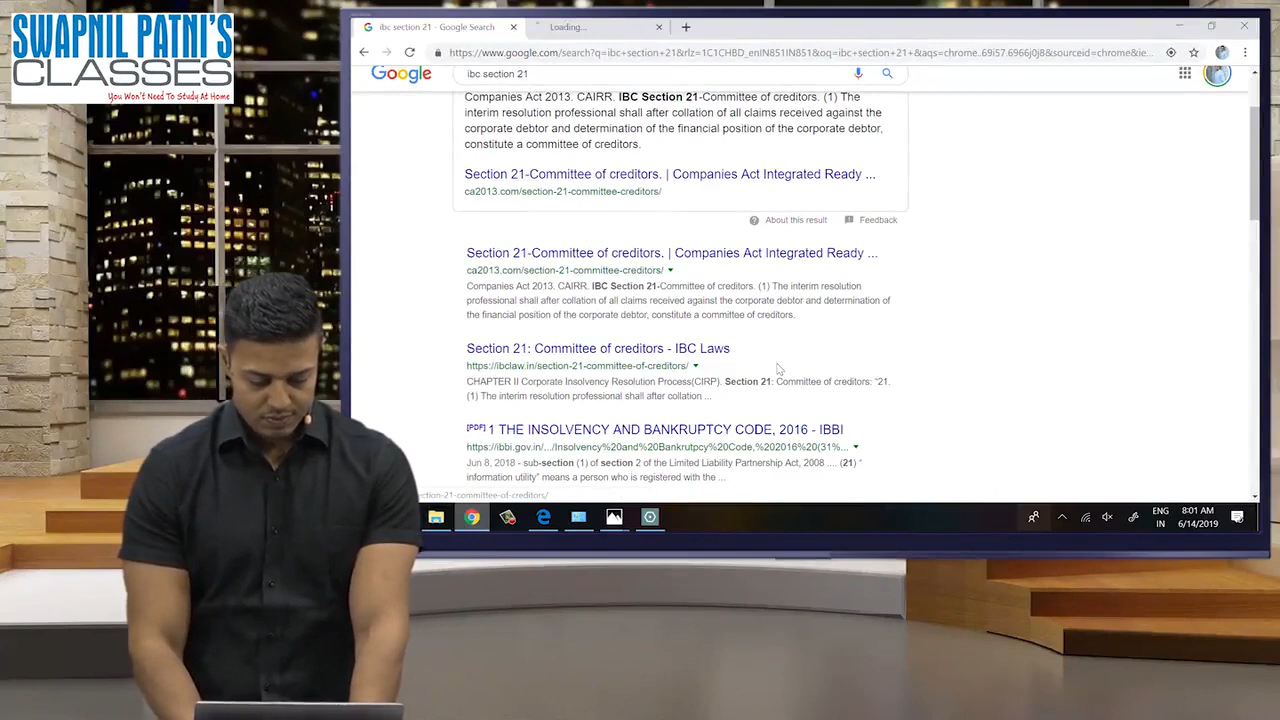 SWAPNIL PATNI'S
CLASSES
You Won't Need To Study At Home
ibc section 21 - Google Search
Loading...
https://www.google.com/search?q=ibc+section+21&rlz=1C1CHBD_enIN851IN851&oq=ibc+section+21+&aqs=chrome..69i57.6966j0j8&sourceid=chrome&ie...
Google
ibc section 21
Companies Act 2013. CAIRR. IBC Section 21-Committee of creditors. (1) The
interim resolution professional shall after collation of all claims received against the
corporate debtor and determination of the financial position of the corporate debtor,
constitute a committee of creditors.
Section 21-Committee of creditors. | Companies Act Integrated Ready ...
ca2013.com/section-21-committee-creditors/
About this result
Feedback
Section 21-Committee of creditors. | Companies Act Integrated Ready ...
ca2013.com/section-21-committee-creditors/
Companies Act 2013. CAIRR. IBC Section 21-Committee of creditors. (1) The interim resolution
professional shall after collation of all claims received against the corporate debtor and determination of
the financial position of the corporate debtor, constitute a committee of creditors.
Section 21: Committee of creditors - IBC Laws
https://ibclaw.in/section-21-committee-of-creditors/
CHAPTER II Corporate Insolvency Resolution Process(CIRP). Section 21: Committee of creditors: "21.
(1) The interim resolution professional shall after collation ...
[PDF] 1 THE INSOLVENCY AND BANKRUPTCY CODE, 2016 - IBBI
https://ibbi.gov.in/.../Insolvency%20and%20Bankrutpcy%20Code,%202016%20(31%...
Jun 8, 2018 - sub-section (1) of section 2 of the Limited Liability Partnership Act, 2008 .... (21) "
information utility" means a person who is registered with the ...
ection-21-committee-of-creditors/
ENG
IN
8:01 AM
6/14/2019